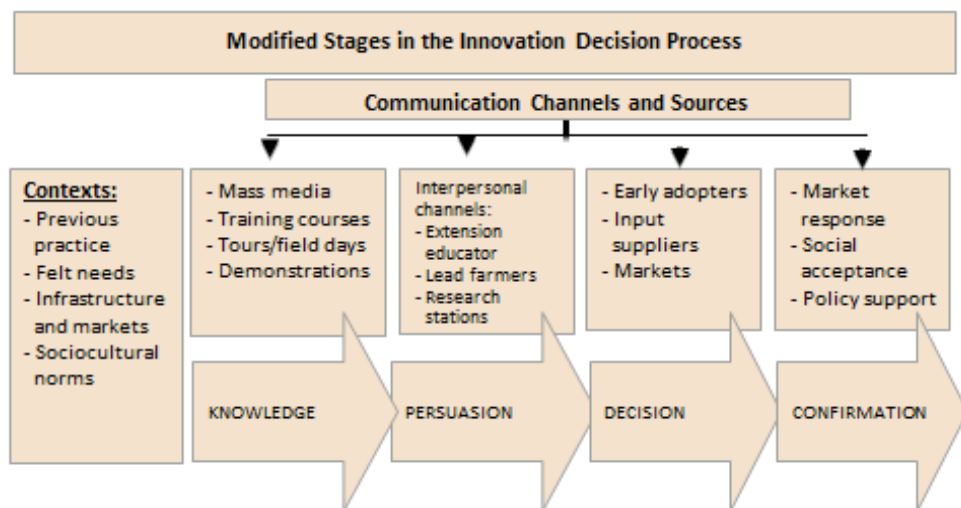 Modified Stages in the Innovation Decision Process
Communication Channels and Sources
Contexts:
- Previous
practice
- Felt needs
- Infrastructure
and markets
- Sociocultural
norms
- Mass media
- Training courses
- Tours/field days
- Demonstrations
Interpersonal
channels:
- Extension
educator
- Lead farmers
- Research
stations
- Early adopters
- Input
suppliers
- Markets
- Market
response
- Social
acceptance
- Policy support
KNOWLEDGE
PERSUASION
DECISION
CONFIRMATION